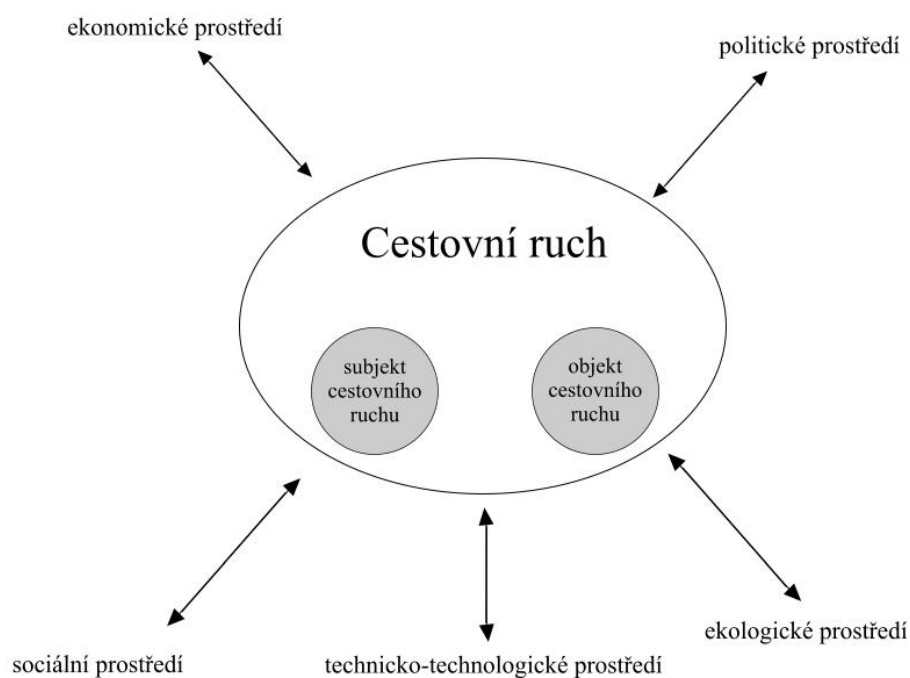 ekonomické prostředí
politické prostředí
Cestovní ruch
subjekt
cestovního
ruchu
objekt
cestovního
ruchu
ekologické prostředí
sociální prostředí
technicko-technologické prostředí